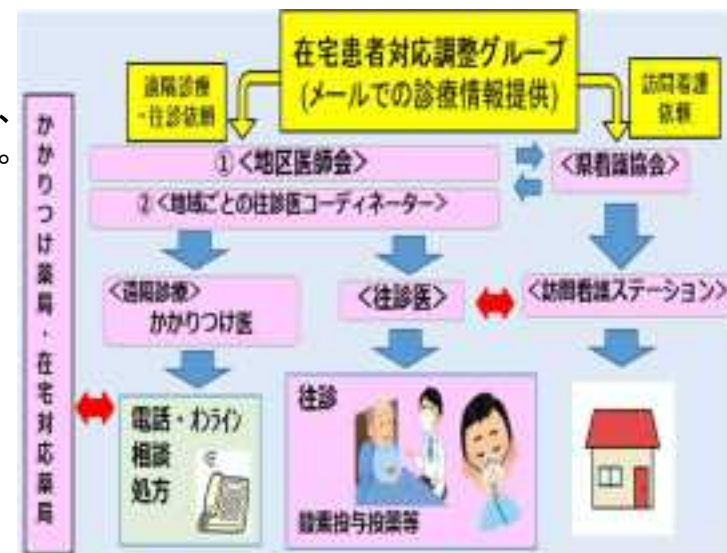 在宅患者対応調整グループ
(メールでの診療情報提供)
遠隔診療
・往診依頼
訪問看護
依頼
、
。
かかりつけ薬局・在宅対応薬局
①<地区医師会>
<県看護協会>
②<地域ごとの往診医コーディネーター>
<遠隔診療>
かかりつけ医
<往診医>
<訪問看護ステーション>
電話・オンライン
相談
処方
往診
酸素投与投薬等